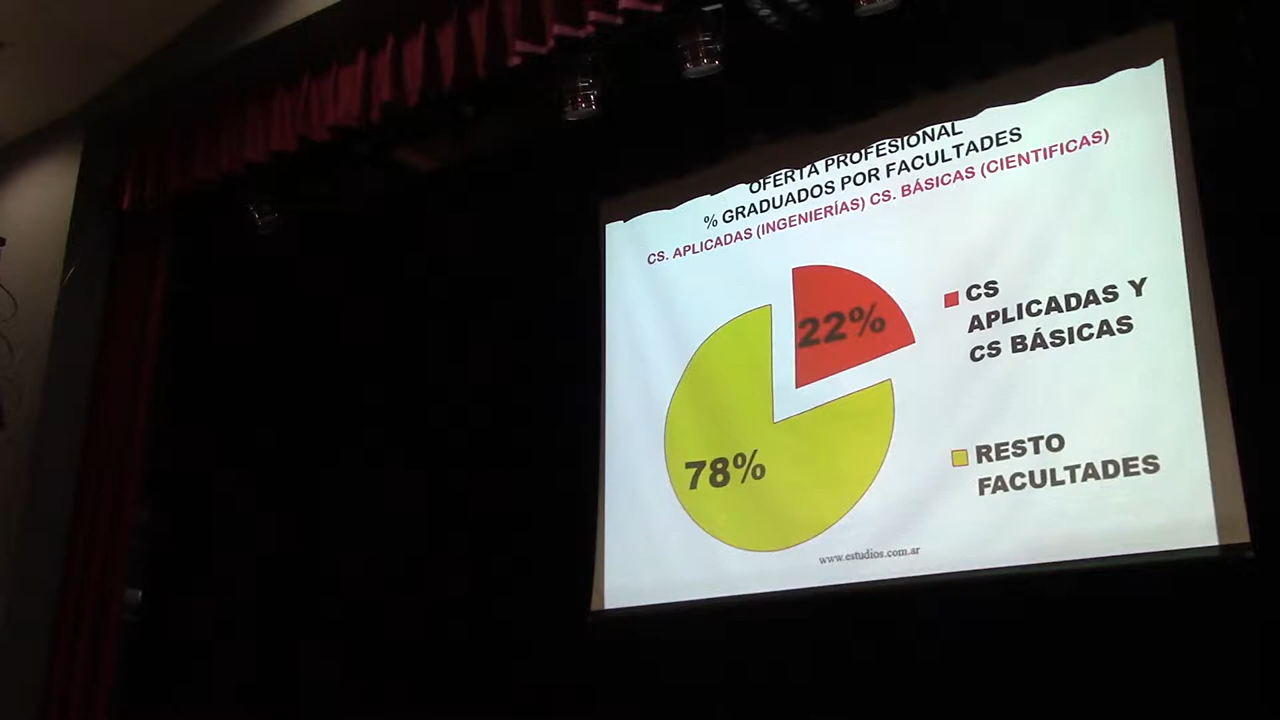 OFERTA PROFESIONAL
% GRADUADOS POR FACULTADES
CS. APLICADAS (INGENIERÍAS) CS. BÁSICAS (CIENTIFICAS)
22%
78%
CS
APLICADAS Y
CS BÁSICAS
RESTO
FACULTADES
www.estudios.com.ar